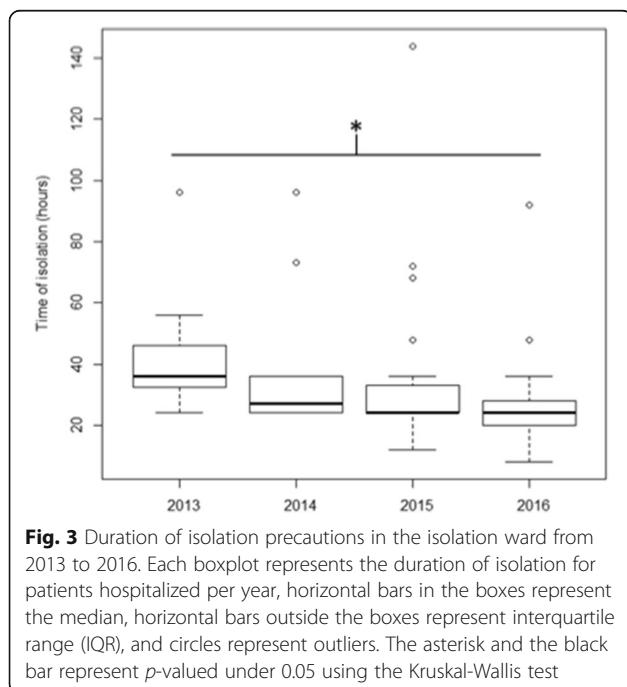 140
120
100
80
60
40
20
Time of isolation (hours)
*
2013 2014 2015 2016
Fig. 3 Duration of isolation precautions in the isolation ward from
2013 to 2016. Each boxplot represents the duration of isolation for
patients hospitalized per year, horizontal bars in the boxes represent
the median, horizontal bars outside the boxes represent interquartile
range (IQR), and circles represent outliers. The asterisk and the black
bar represent p-valued under 0.05 using the Kruskal-Wallis test